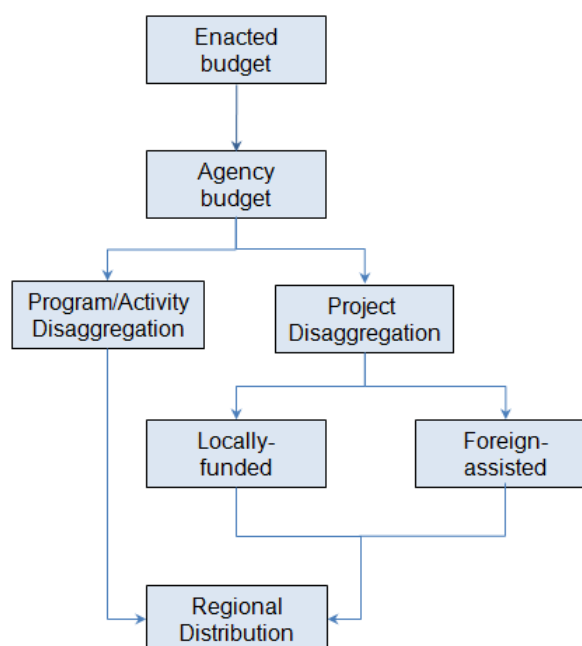 Enacted
budget
Agency
budget
Program/Activity
Disaggregation
Project
Disaggregation
Locally-
funded
Foreign-
assisted
Regional
Distribution